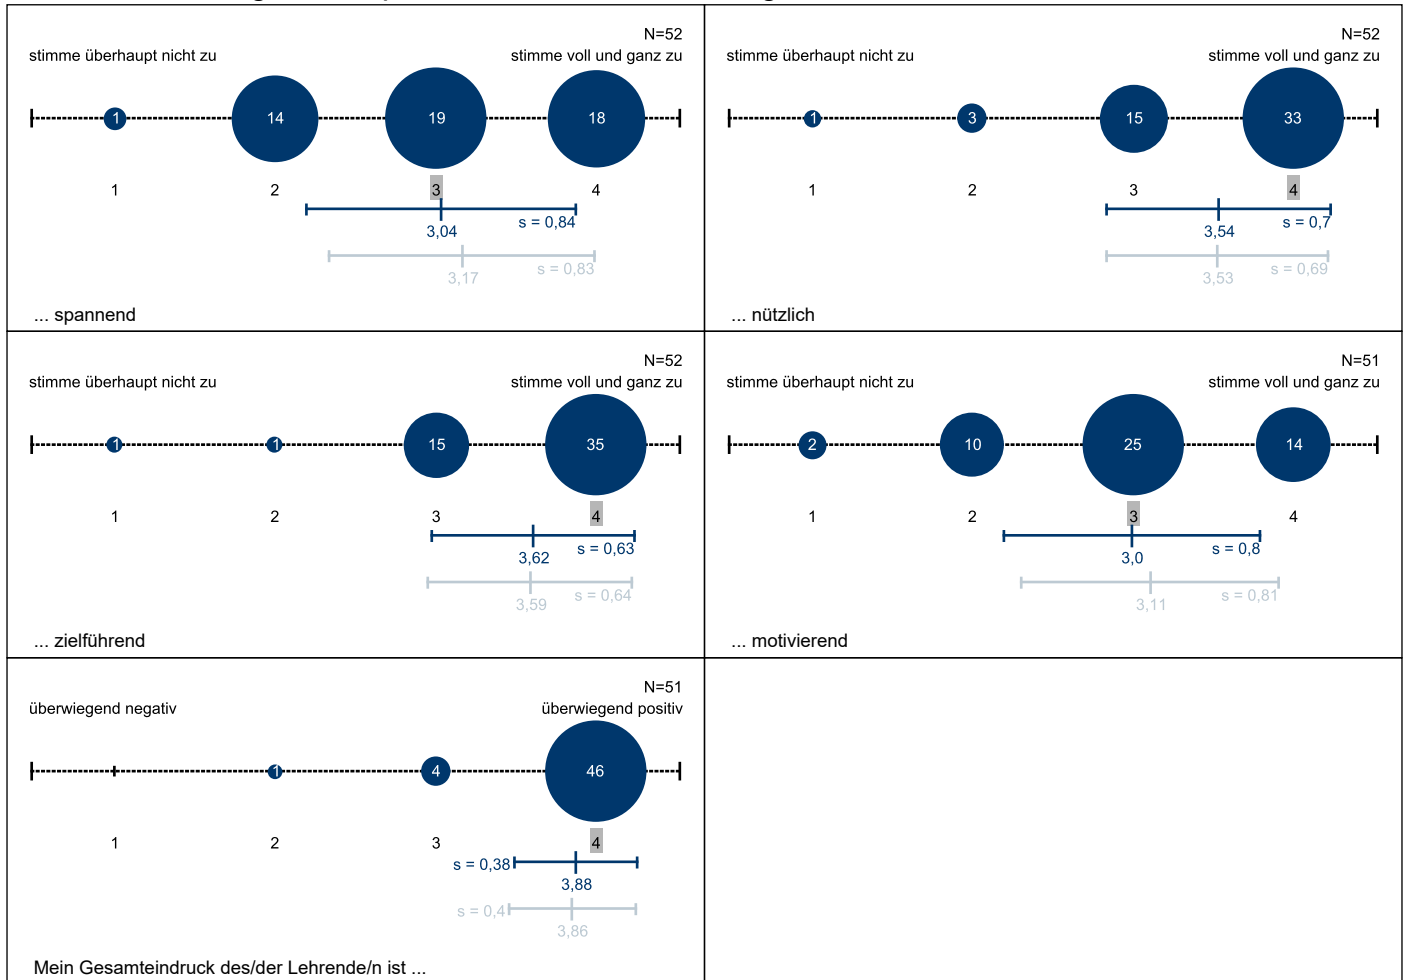 N=52
stimme überhaupt nicht zu stimme voll und ganz zu
1 14 19 18
1 2 3 4
s = 0,84
3,04
s = 0,83
3,17
... spannend
N=52
stimme überhaupt nicht zu stimme voll und ganz zu
1 3 15 33
1 2 3 4
s = 0,7
3,54
s = 0,69
3,53
... nützlich
N=52
stimme überhaupt nicht zu stimme voll und ganz zu
1 1 15 35
1 2 3 4
s = 0,63
3,62
s = 0,64
3,59
... zielführend
N=51
stimme überhaupt nicht zu stimme voll und ganz zu
2 10 25 14
1 2 3 4
s = 0,8
3,0
s = 0,81
3,11
... motivierend
N=51
überwiegend negativ überwiegend positiv
1 4 46
1 2 3 4
s = 0,38
3,88
s = 0,4
3,86
Mein Gesamteindruck des/der Lehrende/n ist ...